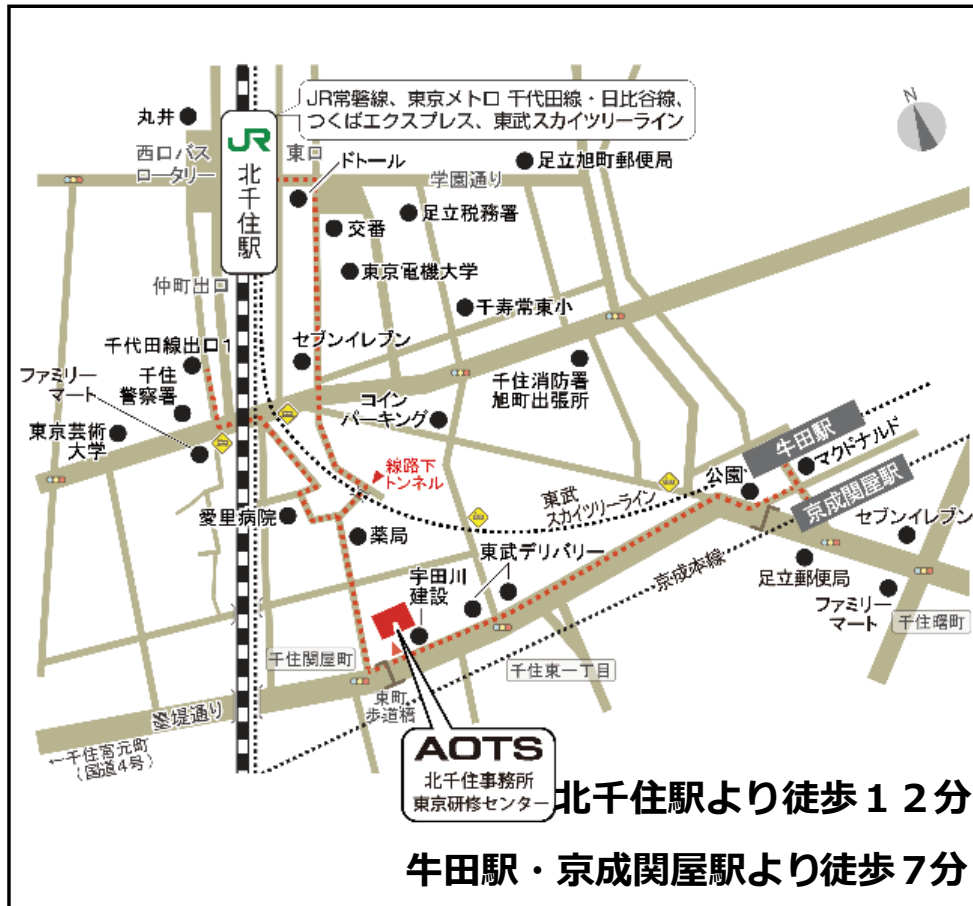 JR常磐線、東京メトロ 千代田線・日比谷線、
つくばエクスプレス、東武スカイツリーライン
N
丸井
JR
北千住駅
西口バス
ロータリー
東口
ドトール
足立旭町郵便局
学園通り
足立税務署
交番
東京電機大学
仲町出口
千寿常東小
千代田線出口1
セブンイレブン
ファミリー
マート
千住
警察署
千住消防署
旭町出張所
コイン
パーキング
東京芸術
大学
牛田駅
マクドナルド
線路下
トンネル
公園
京成関屋駅
東武
スカイツリーライン
愛里病院
セブンイレブン
薬局
東武デリバリー
京成本線
宇田川
建設
足立郵便局
ファミリー
マート
千住曙町
千住関屋町
千住東一丁目
東町
歩道橋
墨堤通り
←千住宮元町
(国道4号)
AOTS
北千住事務所
東京研修センター
北千住駅より徒歩12分
牛田駅・京成関屋駅より徒歩7分